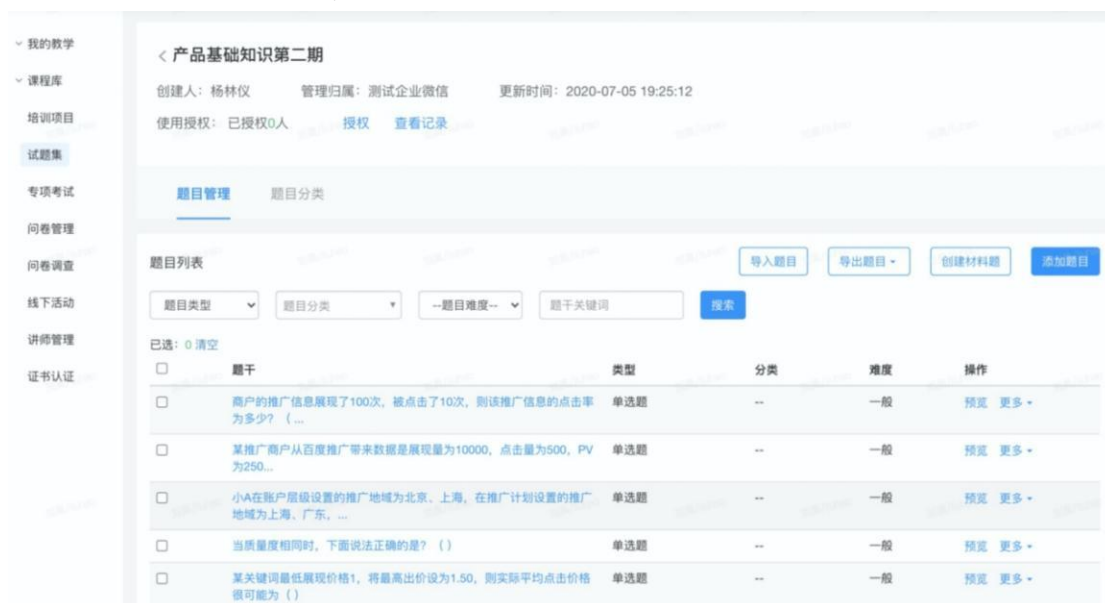 我的教学
课程库
培训项目
试题集
专项考试
问卷管理
问卷调查
线下活动
讲师管理
证书认证
< 产品基础知识第二期
创建人：杨林仪 管理归属：测试企业微信 更新时间：2020-07-05 19:25:12
使用授权：已授权0人 授权 查看记录
题目管理 题目分类
题目列表 导入题目 导出题目 创建材料题 添加题目
题目类型 题目分类 --题目难度-- 题干关键词 搜索
已选：0 清空
题干 类型 分类 难度 操作
商户的推广信息展现了100次，被点击了10次，则该推广信息的点击率 单选题 -- 一般 预览 更多
为多少？（...
某推广商户从百度推广带来数据是展现量为10000，点击量为500，PV 单选题 -- 一般 预览 更多
为250...
小A在账户层级设置的推广地域为北京、上海，在推广计划设置的推广 单选题 -- 一般 预览 更多
地域为上海、广东，...
当质量度相同时，下面说法正确的是？（） 单选题 -- 一般 预览 更多
某关键词最低展现价格1，将最高出价设为1.50，则实际平均点击价格 单选题 -- 一般 预览 更多
很可能为（）